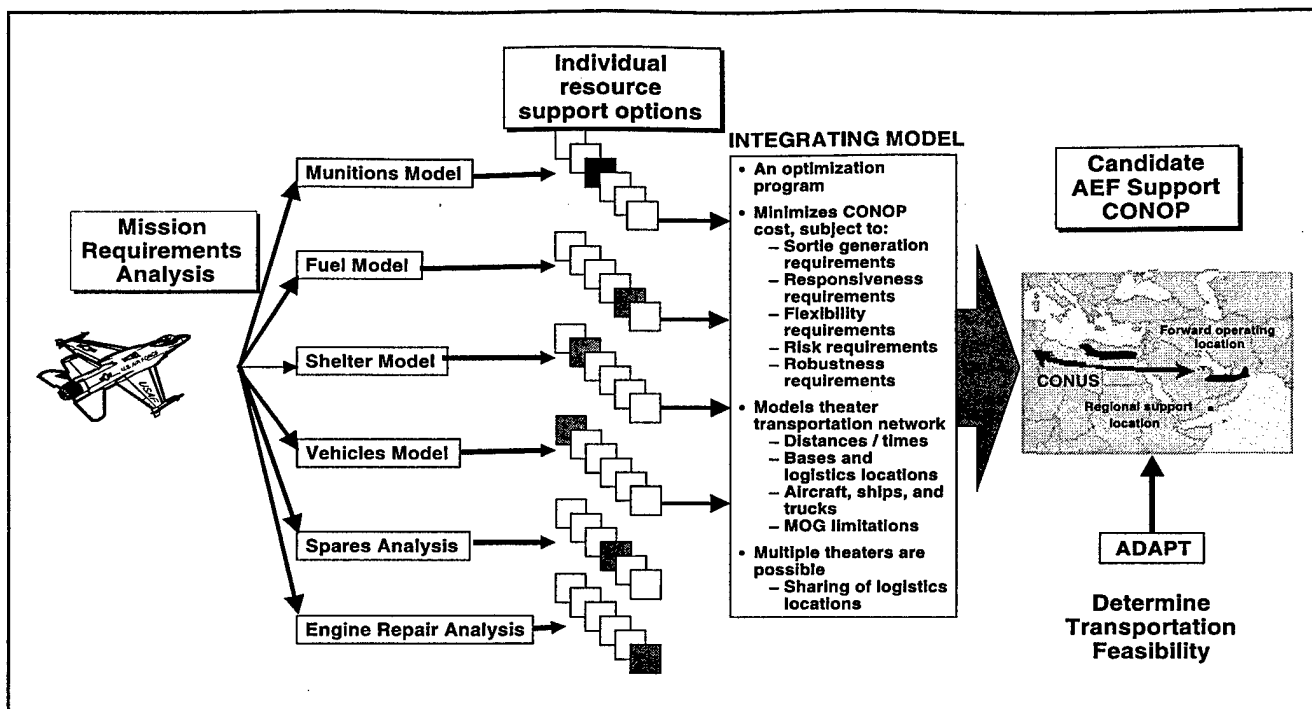 Individual
resource
support options
Mission
Requirements
Analysis
Munitions Model
Fuel Model
Shelter Model
Vehicles Model
Spares Analysis
Engine Repair Analysis
INTEGRATING MODEL
• An optimization
program
• Minimizes CONOP
cost, subject to:
– Sortie generation
requirements
– Responsiveness
requirements
– Flexibility
requirements
– Risk requirements
– Robustness
requirements
• Models theater
transportation network
– Distances / times
– Bases and
logistics locations
– Aircraft, ships, and
trucks
– MOG limitations
• Multiple theaters are
possible
– Sharing of logistics
locations
Candidate
AEF Support
CONOP
Forward operating
location
CONUS
Regional support
location
ADAPT
Determine
Transportation
Feasibility